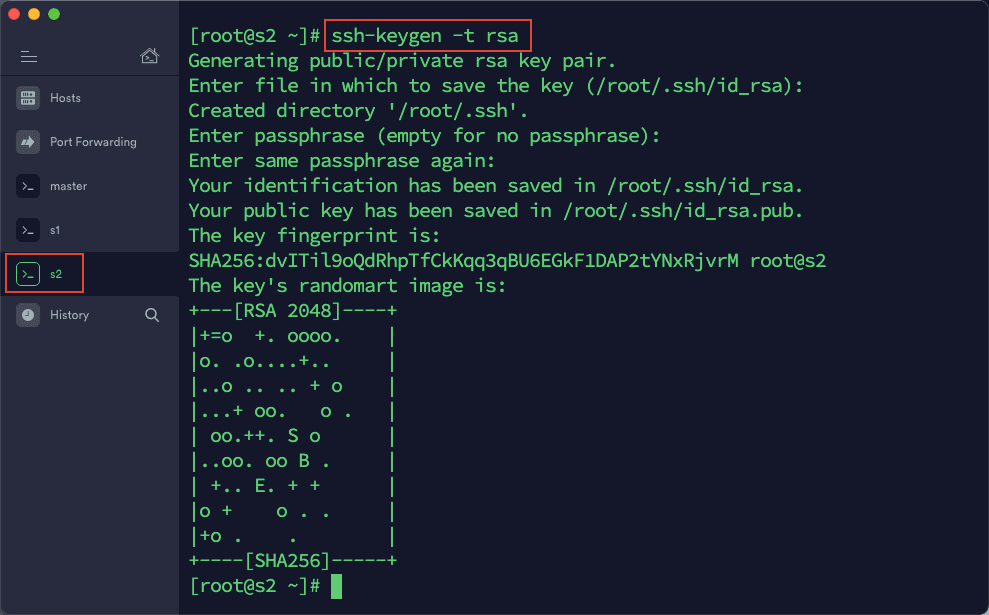 Hosts
Port Forwarding
master
s1
s2
History
[root@s2 ~]# ssh-keygen -t rsa
Generating public/private rsa key pair.
Enter file in which to save the key (/root/.ssh/id_rsa):
Created directory '/root/.ssh'.
Enter passphrase (empty for no passphrase):
Enter same passphrase again:
Your identification has been saved in /root/.ssh/id_rsa.
Your public key has been saved in /root/.ssh/id_rsa.pub.
The key fingerprint is:
SHA256:dvITil9oQdRhpTfCkKqq3qBU6EGkF1DAP2tYNxRjvrM root@s2
The key's randomart image is:
+---[RSA 2048]----+
|+=o  +. oooo.    |
|o. .o....+..     |
|..o .. .. + o    |
|...+ oo.   o .   |
| oo.++. S o      |
|..oo. oo B .     |
| +.. E. + +      |
|o +    o . .     |
|+o .    .        |
+----[SHA256]-----+
[root@s2 ~]#